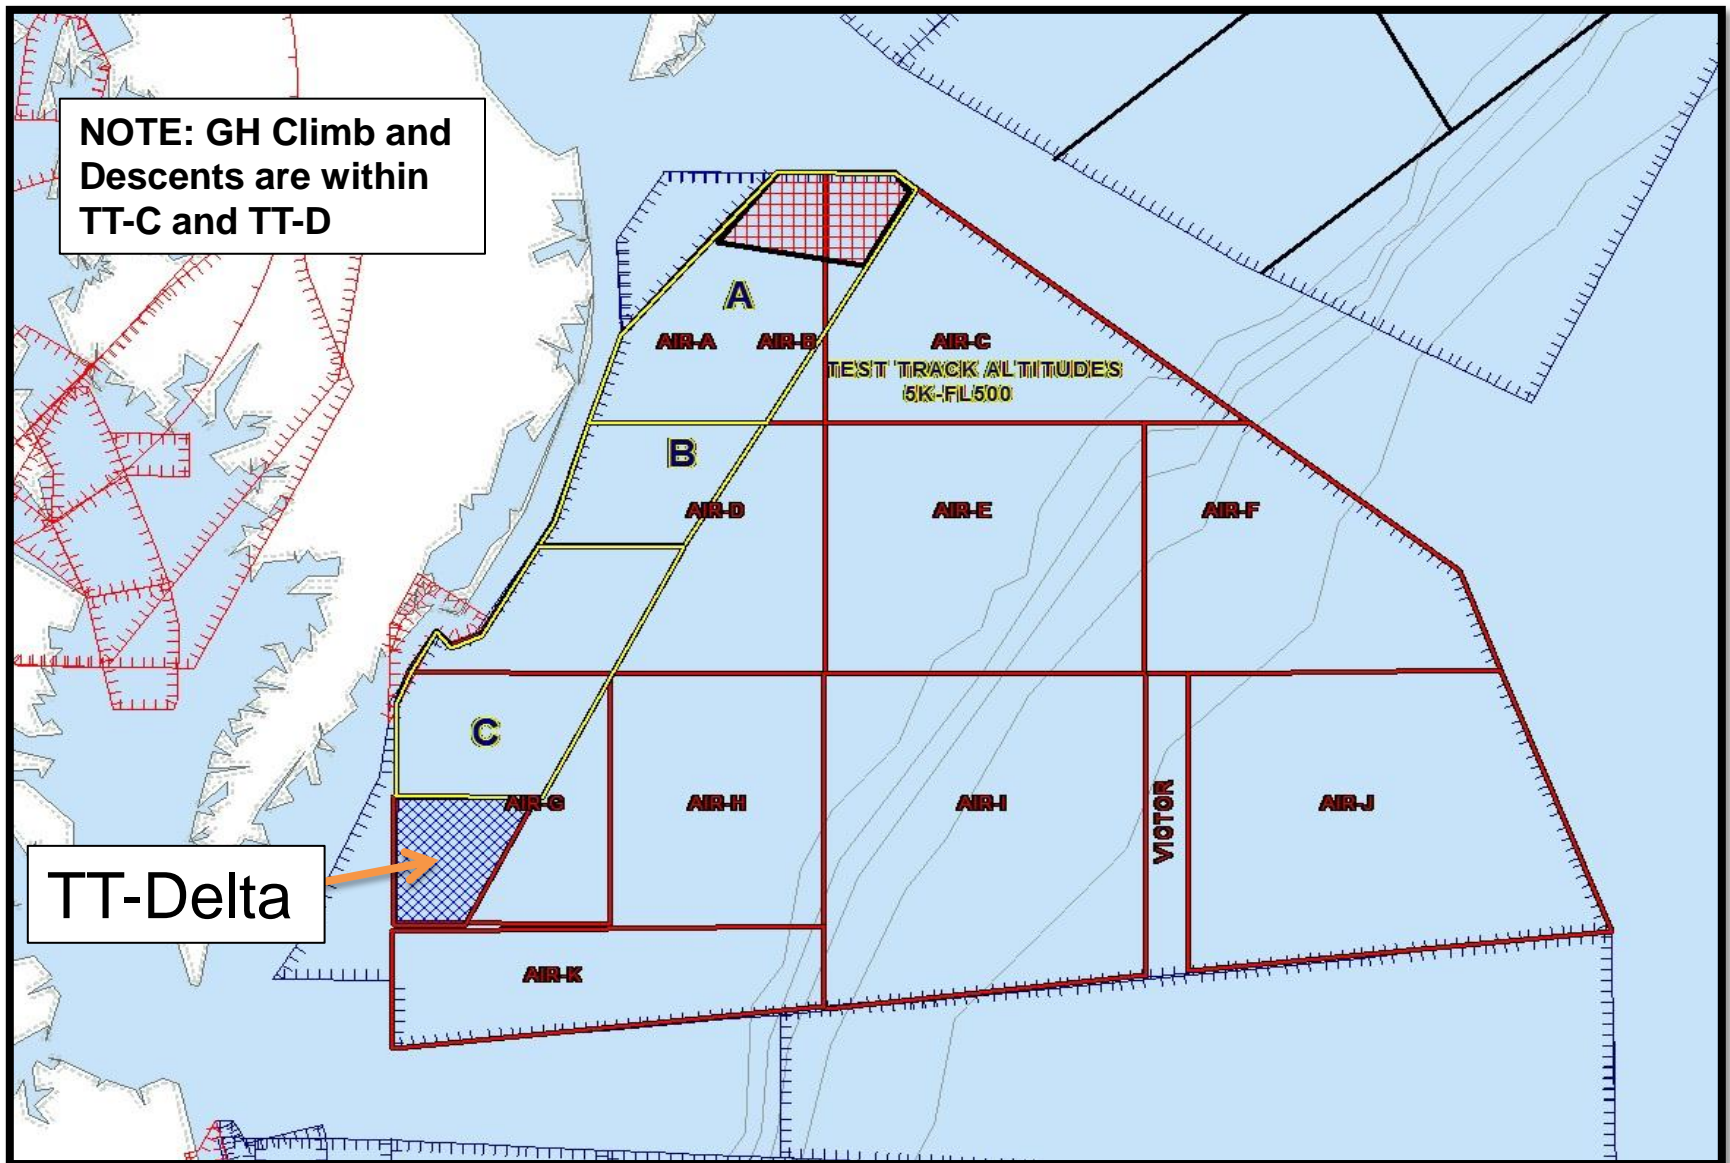 NOTE: GH Climb and
Descents are within
TT-C and TT-D
A
AIR-A
AIR-B
AIR-C
TEST TRACK ALTITUDES
5K-FL500
B
AIR-D
AIR-E
AIR-F
C
AIR-G
AIR-H
AIR-I
VICTOR
AIR-J
TT-Delta
AIR-K